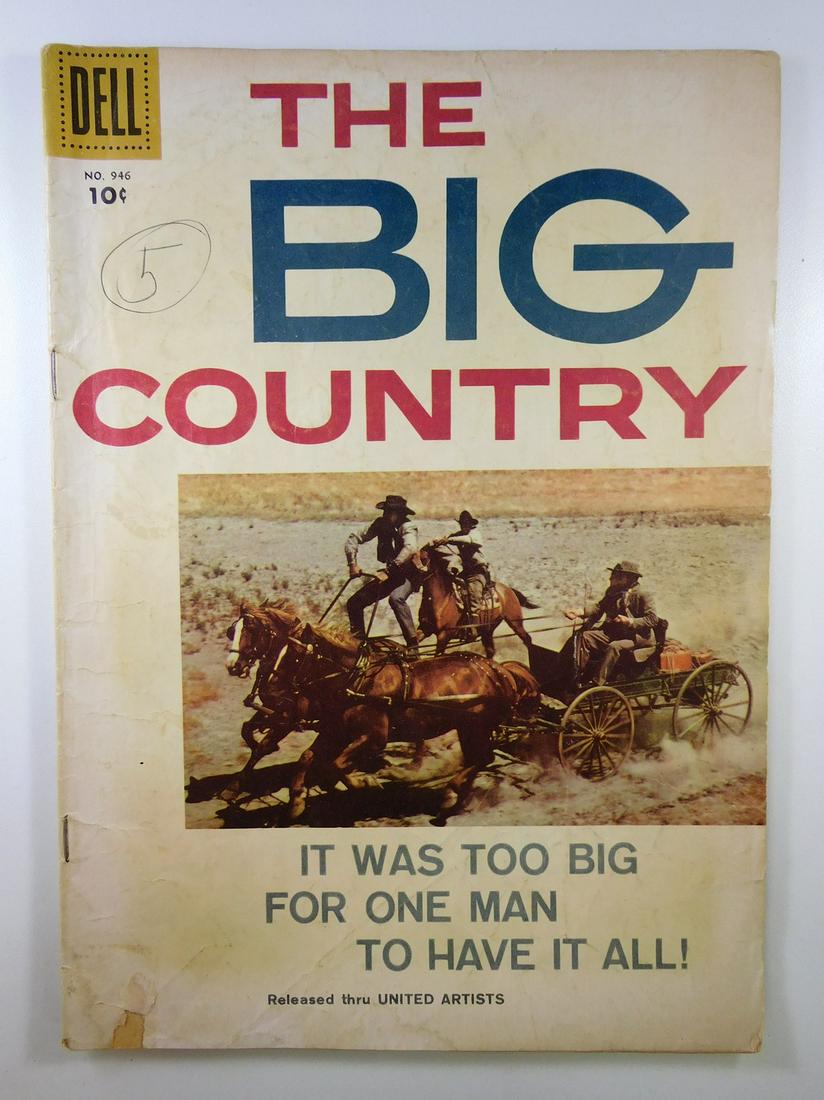 DELL
NO. 946
10¢
5
THE
BIG
COUNTRY
IT WAS TOO BIG
FOR ONE MAN
TO HAVE IT ALL!
Released thru UNITED ARTISTS